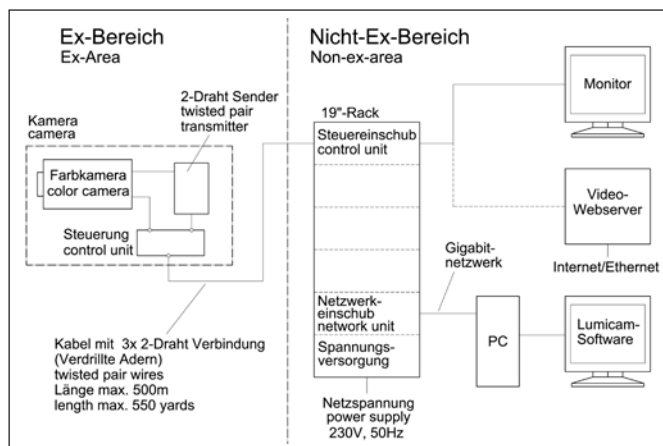 Ex-Bereich
Ex-Area
Nicht-Ex-Bereich
Non-ex-area
2-Draht Sender
twisted pair
transmitter
Kamera
camera
Farbkamera
color camera
Steuerung
control unit
Kabel mit 3x 2-Draht Verbindung
(Verdrillte Adern)
twisted pair wires
Länge max. 500m
length max. 550 yards
19"-Rack
Steuereinschub
control unit
Netzwerk-
einschub
network unit
Spannungs-
versorgung
Netzspannung
power supply
230V, 50Hz
Gigabit-
netzwerk
PC
Monitor
Video-
Webserver
Internet/Ethernet
Lumicam-
Software